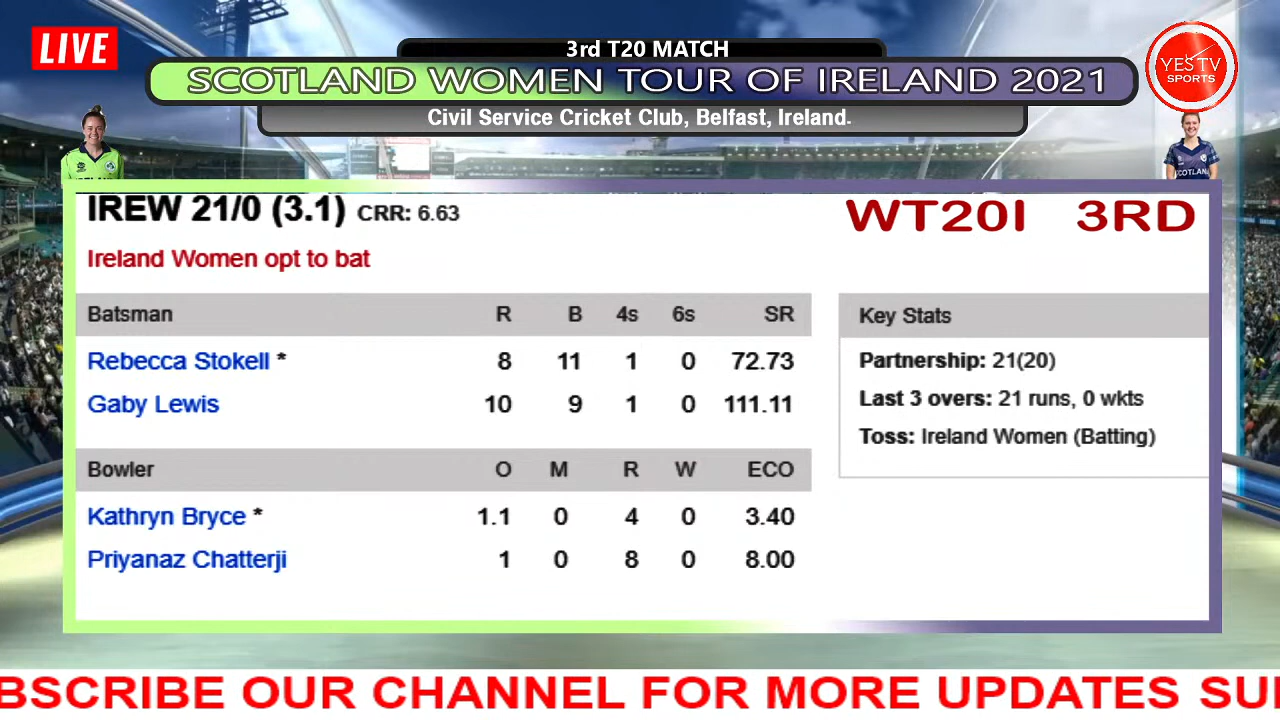 LIVE
3rd T20 MATCH
SCOTLAND WOMEN TOUR OF IRELAND 2021
YES TV
SPORTS
Civil Service Cricket Club, Belfast, Ireland.
SCOTLAND
IREW 21/0 (3.1) CRR: 6.63
WT20I 3RD
Ireland Women opt to bat
Batsman R B 4s 6s SR
Rebecca Stokell * 8 11 1 0 72.73
Gaby Lewis 10 9 1 0 111.11
Key Stats
Partnership: 21(20)
Last 3 overs: 21 runs, 0 wkts
Toss: Ireland Women (Batting)
Bowler O M R W ECO
Kathryn Bryce * 1.1 0 4 0 3.40
Priyanaz Chatterji 1 0 8 0 8.00
BSCRIBE OUR CHANNEL FOR MORE UPDATES SU